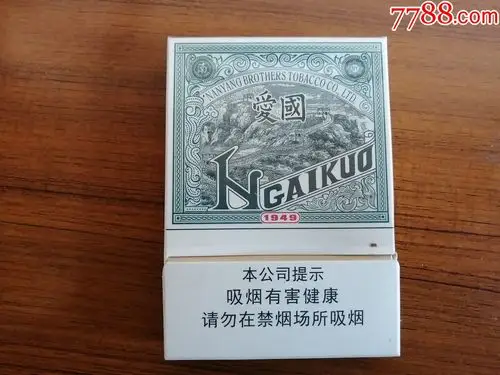 7788.com
NANYANG BROTHERS TOBACCO CO., LTD.
愛國
NGAIKUO
1949
本公司提示
吸烟有害健康
请勿在禁烟场所吸烟